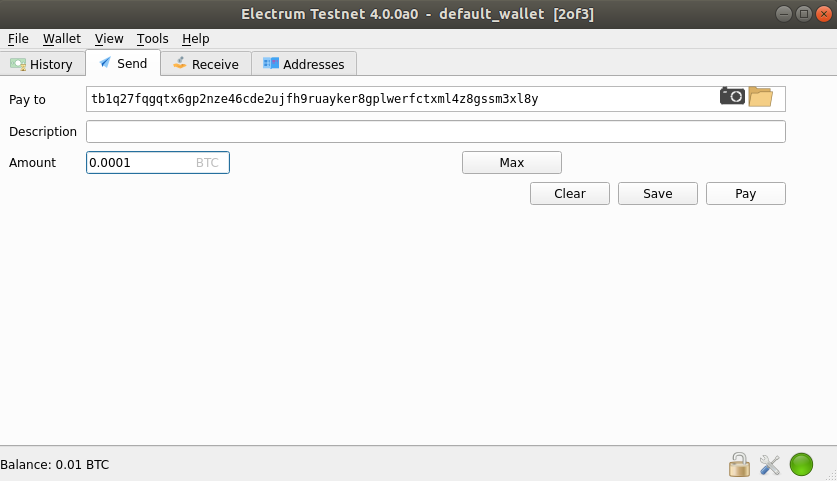 Electrum Testnet 4.0.0a0 - default_wallet [2of3]
File Wallet View Tools Help
History Send Receive Addresses
Pay to tb1q27fqgqtx6gp2nze46cde2ujfh9ruayker8gplwerfctxml4z8gssm3xl8y
Description
Amount 0.0001 BTC Max
Clear Save Pay
Balance: 0.01 BTC